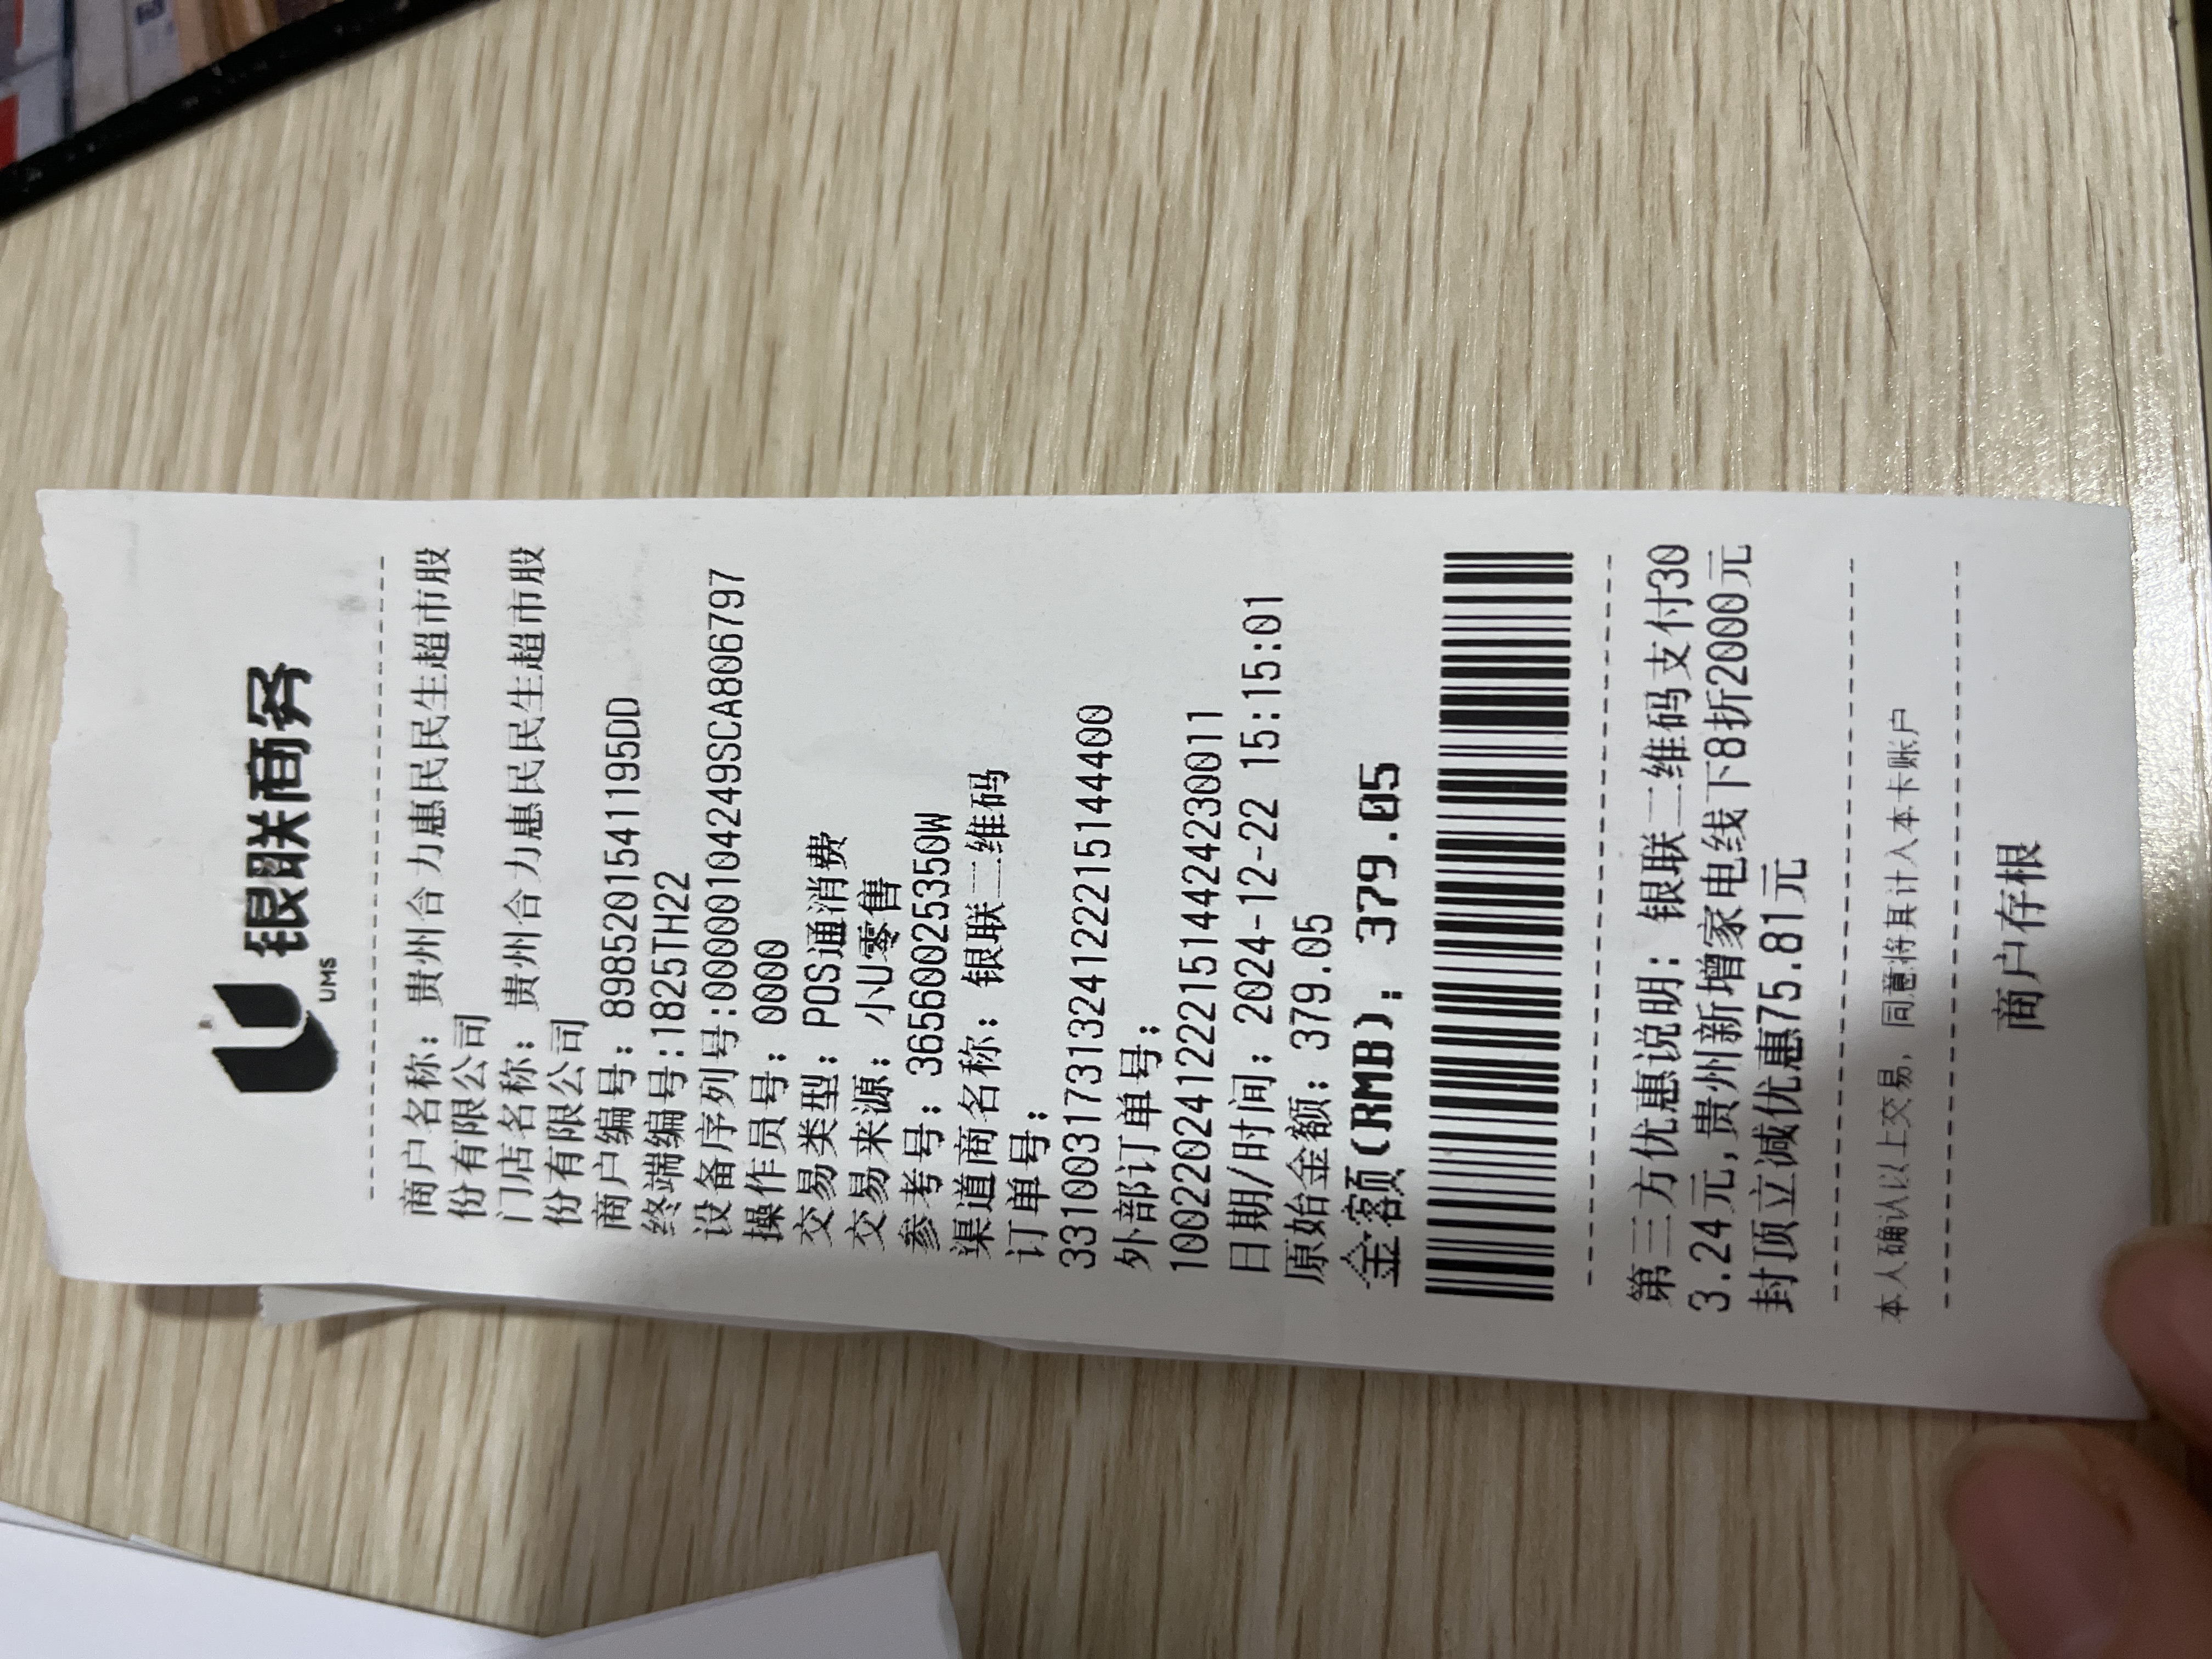 银联商务
UMS
商户名称：贵州合力惠民民生超市股
份有限公司
门店名称：贵州合力惠民民生超市股
份有限公司
商户编号：89852015411195DD
终端编号:1825TH22
设备序列号:00000104249SCA806797
操作员号：0000
交易类型：POS通消费
交易来源：小U零售
参考号：36560025350W
渠道商名称：银联二维码
订单号：
33100317313241222151514400
外部订单号：
10022024122215144242300​11
日期/时间：2024-12-22 15:15:01
原始金额：379.05
金额(RMB)：379.05
第三方优惠说明：银联二维码支付30
3.24元,贵州新增家电线下8折20000元
封顶立减优惠75.81元
本人确认以上交易，同意将其计入本卡账户
商户存根